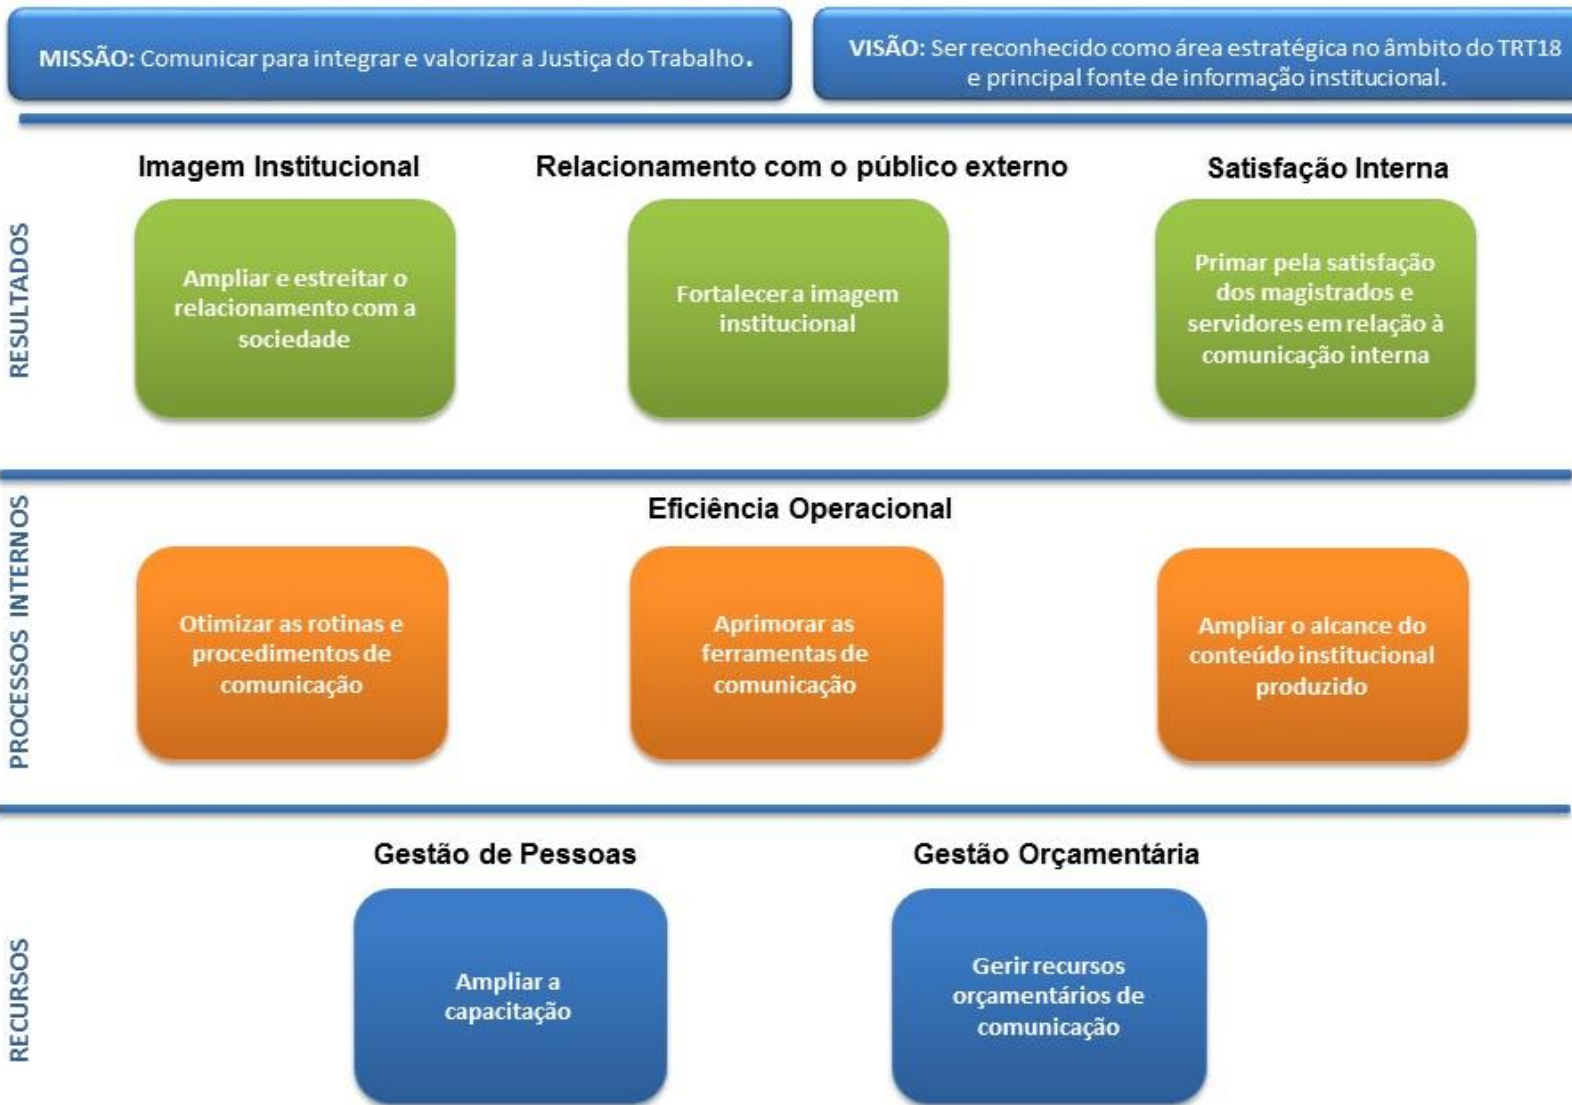 MISSÃO: Comunicar para integrar e valorizar a Justiça do Trabalho.
VISÃO: Ser reconhecido como área estratégica no âmbito do TRT18
e principal fonte de informação institucional.
RESULTADOS
Imagem Institucional
Ampliar e estreitar o
relacionamento com a
sociedade
Relacionamento com o público externo
Fortalecer a imagem
institucional
Satisfação Interna
Primar pela satisfação
dos magistrados e
servidores em relação à
comunicação interna
PROCESSOS INTERNOS
Eficiência Operacional
Otimizar as rotinas e
procedimentos de
comunicação
Aprimorar as
ferramentas de
comunicação
Ampliar o alcance do
conteúdo institucional
produzido
RECURSOS
Gestão de Pessoas
Ampliar a
capacitação
Gestão Orçamentária
Gerir recursos
orçamentários de
comunicação